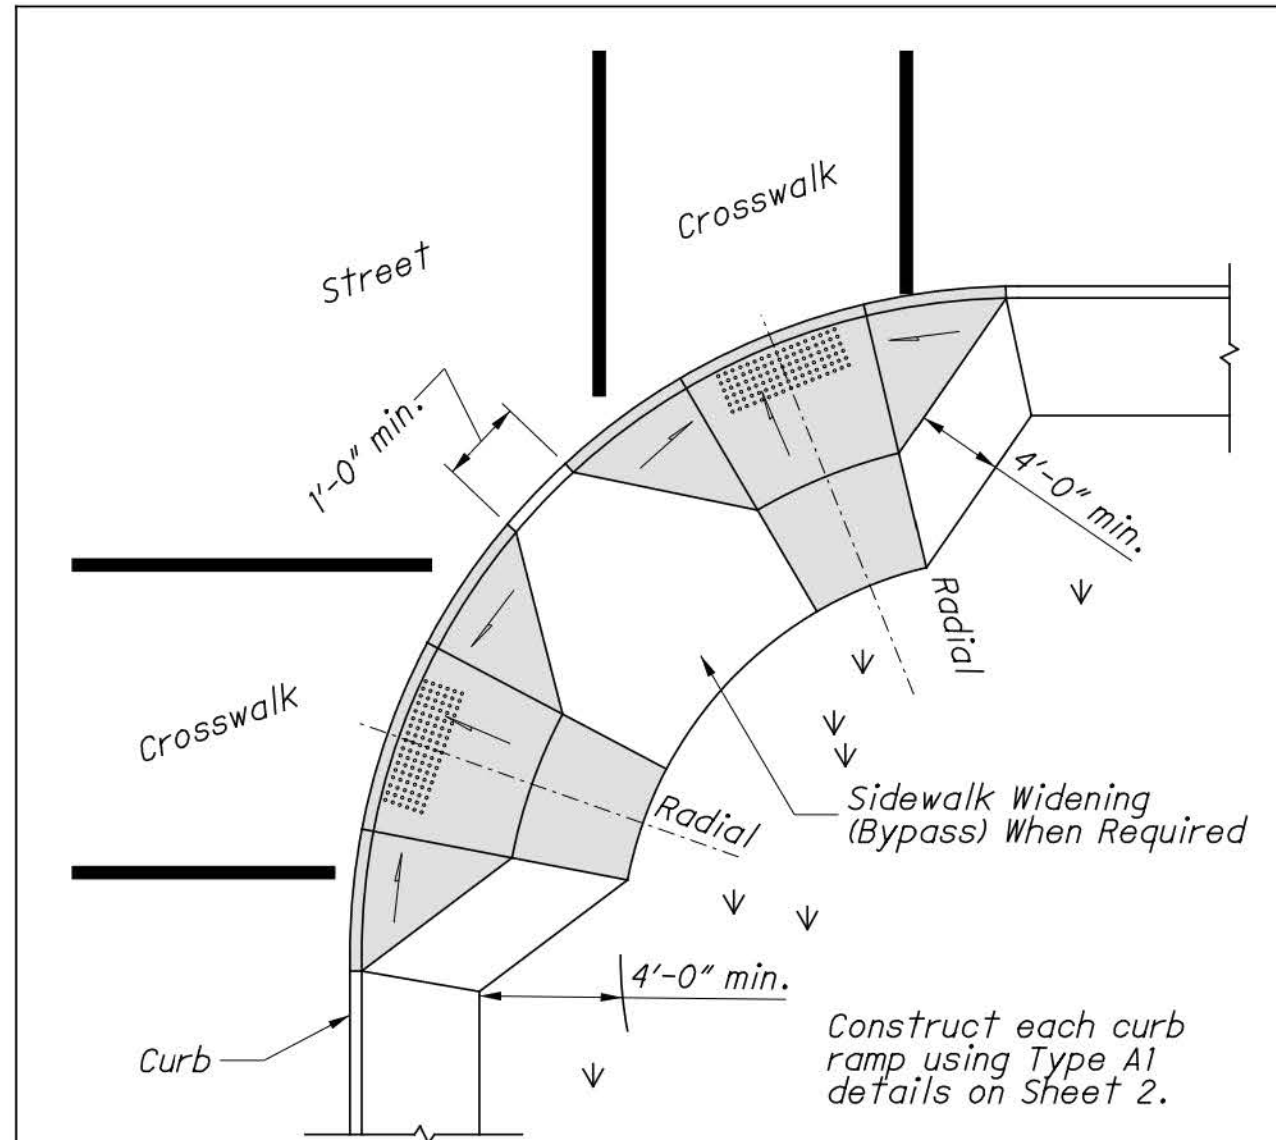 Crosswalk
Street
1'-0" min.
4'-0" min.
Radial
Crosswalk
Radial
Sidewalk Widening
(Bypass) When Required
4'-0" min.
Curb
Construct each curb
ramp using Type A1
details on Sheet 2.